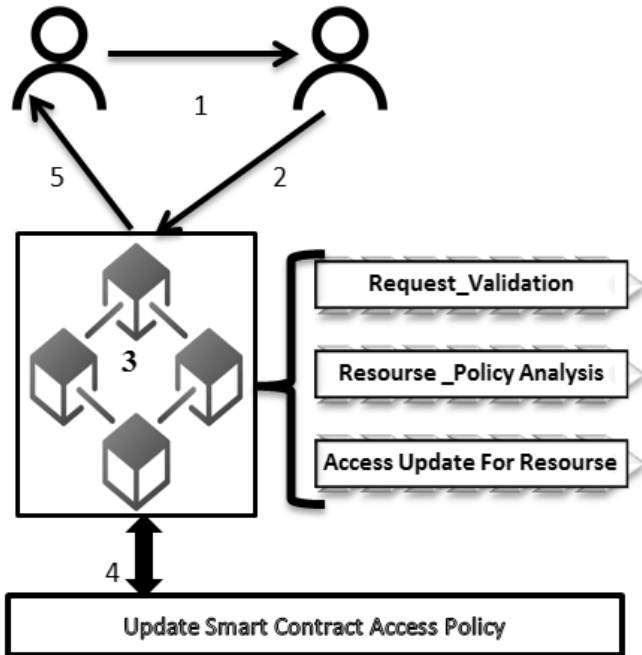 1
5
2
Request_Validation
3
Resourse _Policy Analysis
Access Update For Resourse
4
Update Smart Contract Access Policy